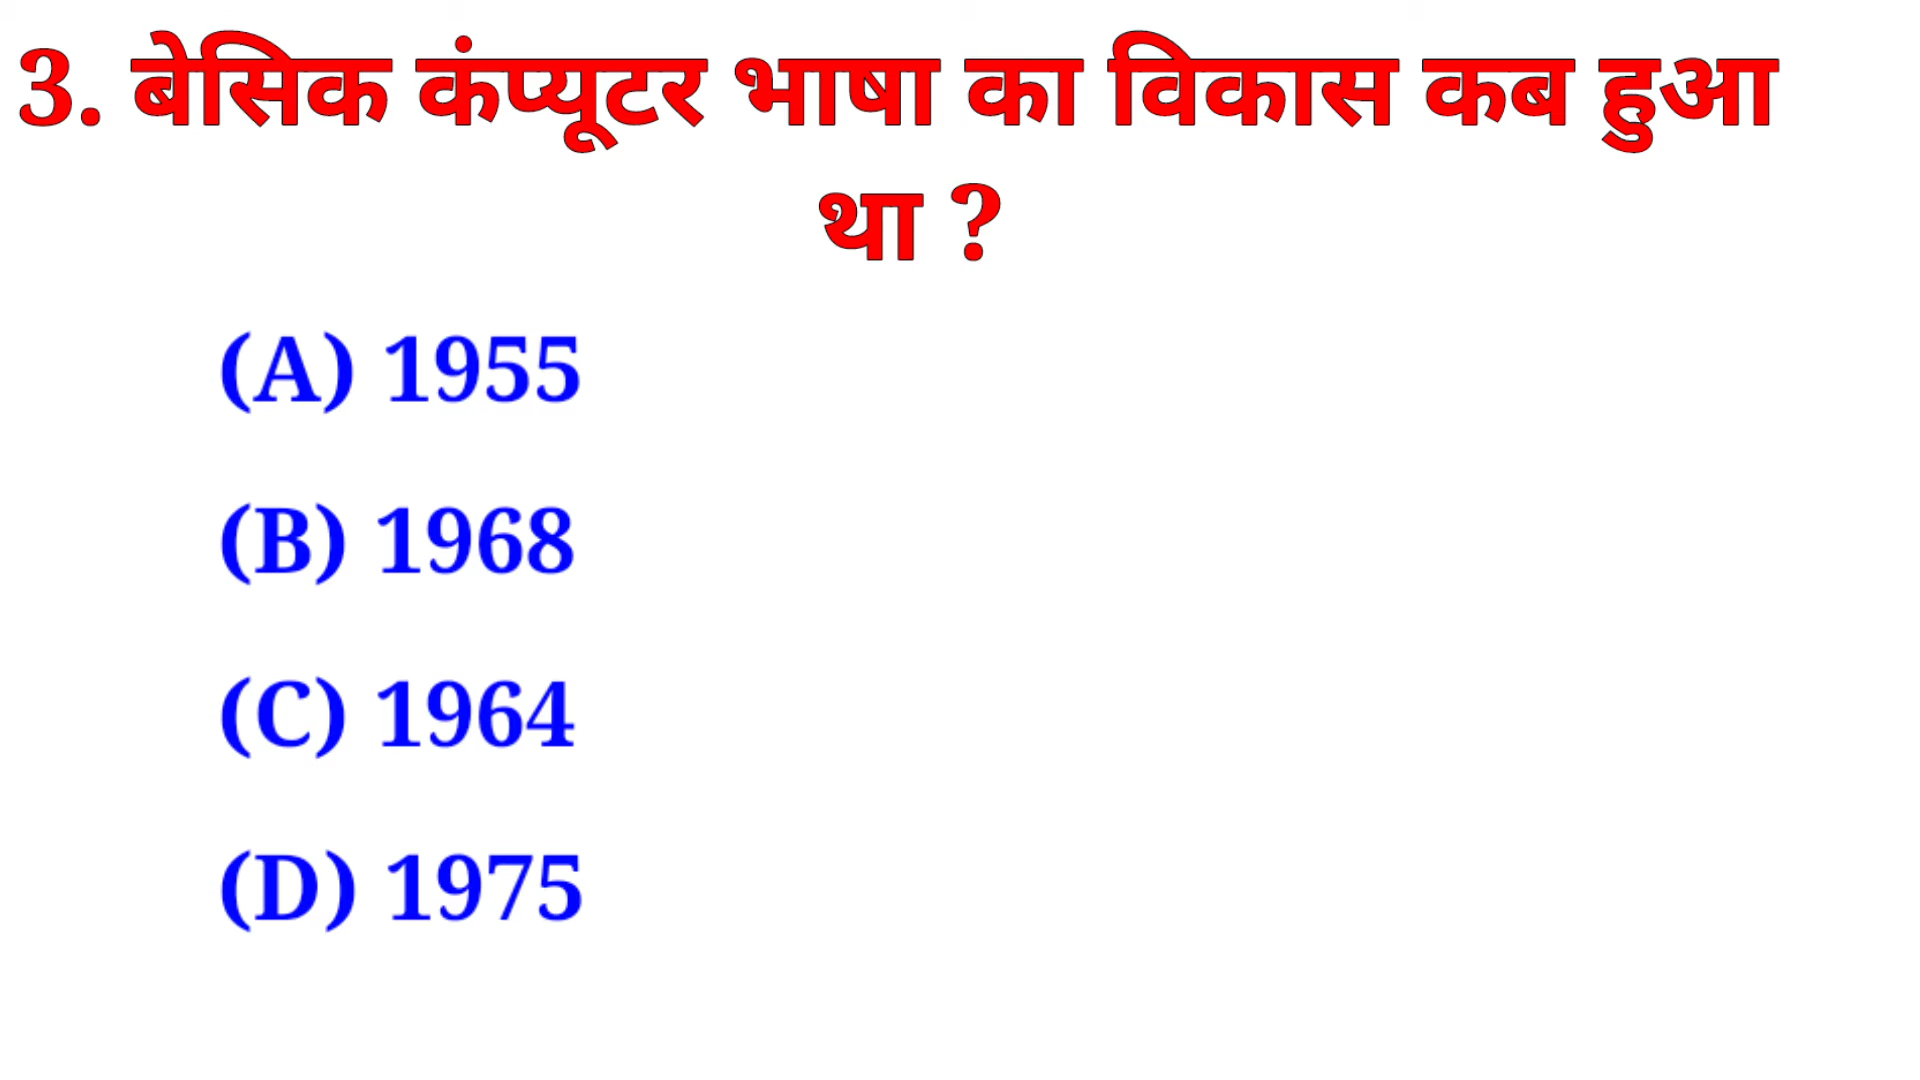 3. बेसिक कंप्यूटर भाषा का विकास कब हुआ
था ?
(A) 1955
(B) 1968
(C) 1964
(D) 1975